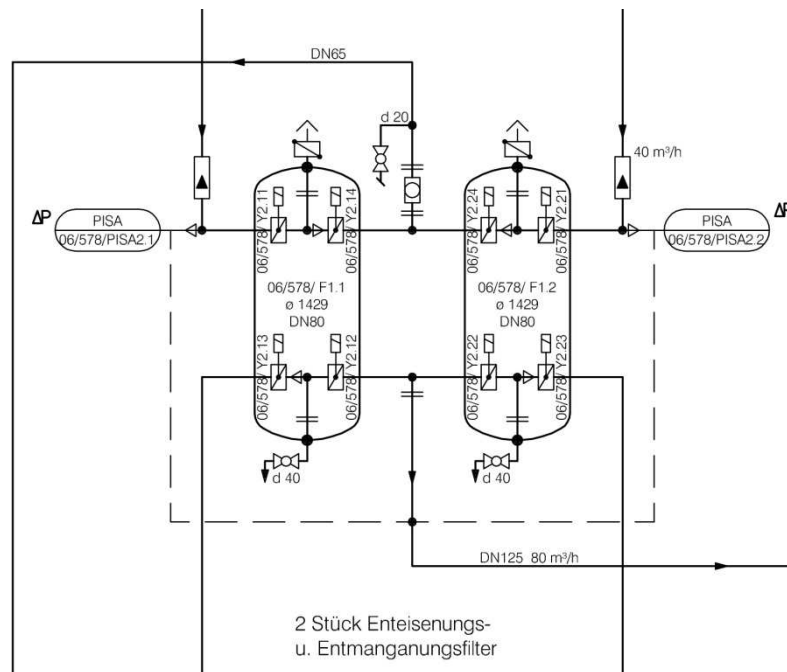 DN65
d 20
40 m³/h
ΔP
PISA
06/578/PISA2.1
06/578/ Y2.11
06/578/ Y2.14
06/578/ Y2.24
06/578/ Y2.21
PISA
06/578/PISA2.2
ΔP
06/578/ F1.1
ø 1429
DN80
06/578/ F1.2
ø 1429
DN80
06/578/ Y2.13
06/578/ Y2.12
06/578/ Y2.22
06/578/ Y2.23
d 40
d 40
DN125 80 m³/h
2 Stück Enteisenungs-
u. Entmanganungsfilter